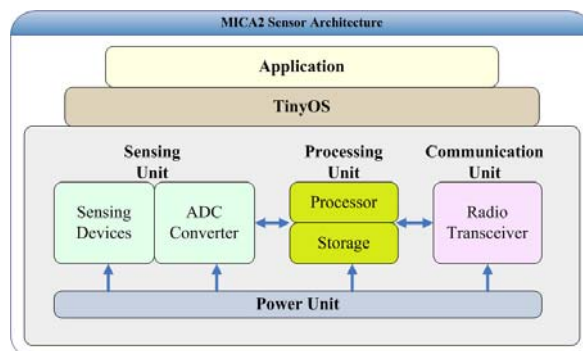 MICA2 Sensor Architecture
Application
TinyOS
Sensing
Unit
Processing
Unit
Communication
Unit
Sensing
Devices
ADC
Converter
Processor
Storage
Radio
Transceiver
Power Unit